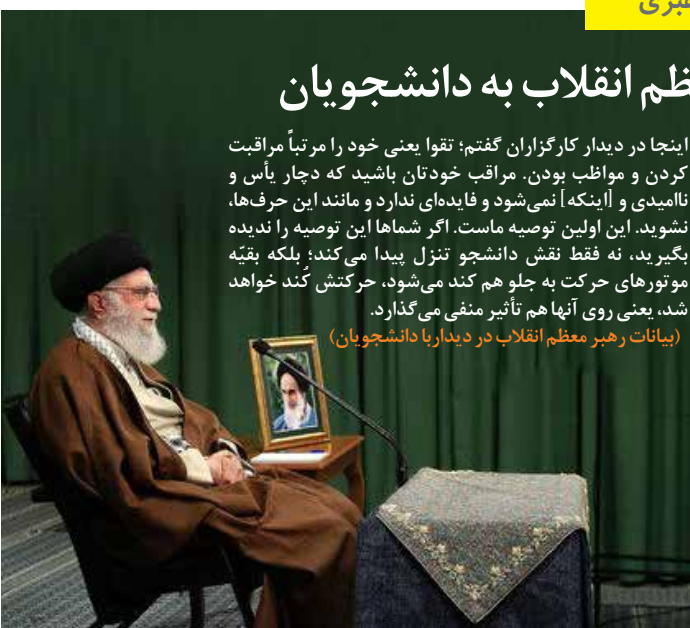 انقلاب به دانشجویان
اینجا در دیدار کارگزاران گفتم؛ تقوا یعنی خود را مرتباً مراقبت
کردن و مواظب بودن. مراقب خودتان باشید که دچار یأس و
ناامیدی و [اینکه] نمی‌شود و فایده‌ای ندارد و مانند این حرف‌ها،
نشوید. این اولین توصیه ماست. اگر شماها این توصیه را ندیده
بگیرید، نه فقط نقش دانشجو تنزل پیدا می‌کند؛ بلکه بقیّه
موتورهای حرکت به جلو هم کند می‌شود، حرکتش کُند خواهد
شد، یعنی روی آنها هم تأثیر منفی می‌گذارد.
(بیانات رهبر معظم انقلاب در دیداربا دانشجویان)